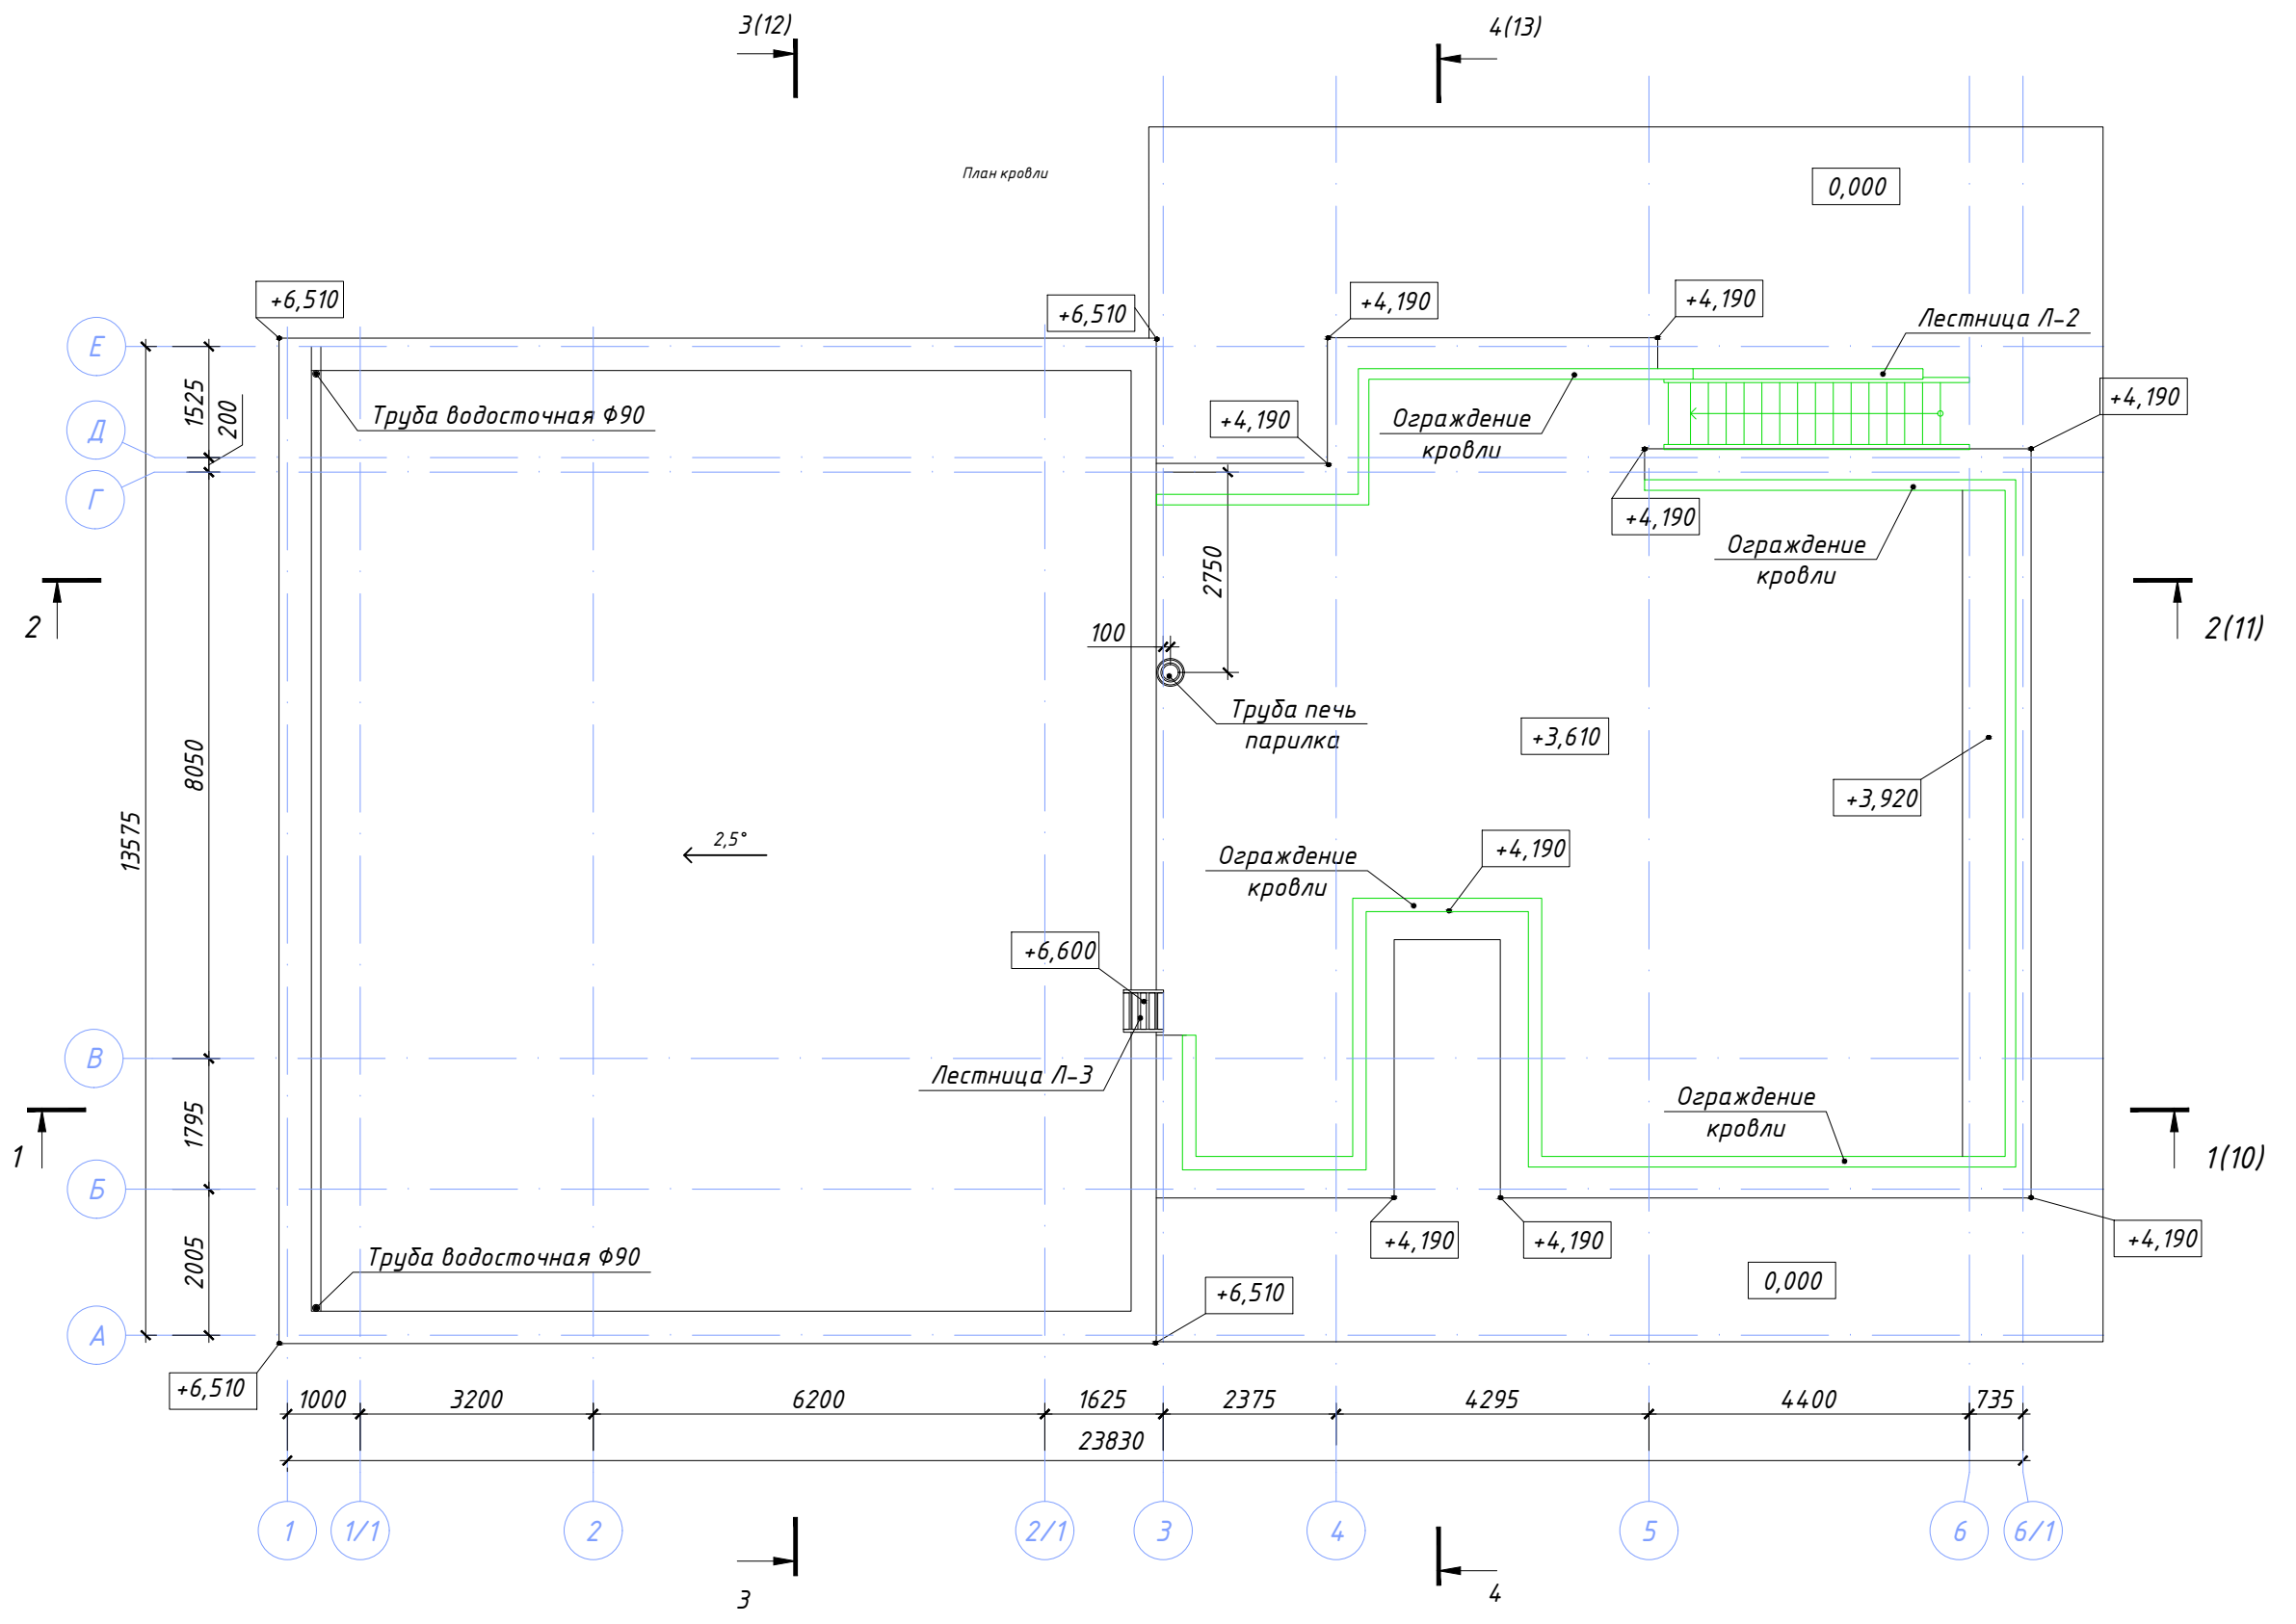 3(12)
4(13)
План кровли
0,000
+6,510
+6,510
+4,190
+4,190
Лестница Л-2
Е
1525
200
Труба водосточная Ф90
+4,190
Ограждение
кровли
+4,190
Д
Г
+4,190
Ограждение
кровли
2750
2
2(11)
100
Труба печь
парилка
+3,610
8050
+3,920
13575
2,5°
Ограждение
кровли
+4,190
+6,600
В
Лестница Л-3
Ограждение
кровли
1795
1
1(10)
Б
+4,190
+4,190
+4,190
2005
Труба водосточная Ф90
+6,510
0,000
А
+6,510
1000
3200
6200
1625
2375
4295
4400
735
23830
1
1/1
2
2/1
3
4
5
6
6/1
3
4